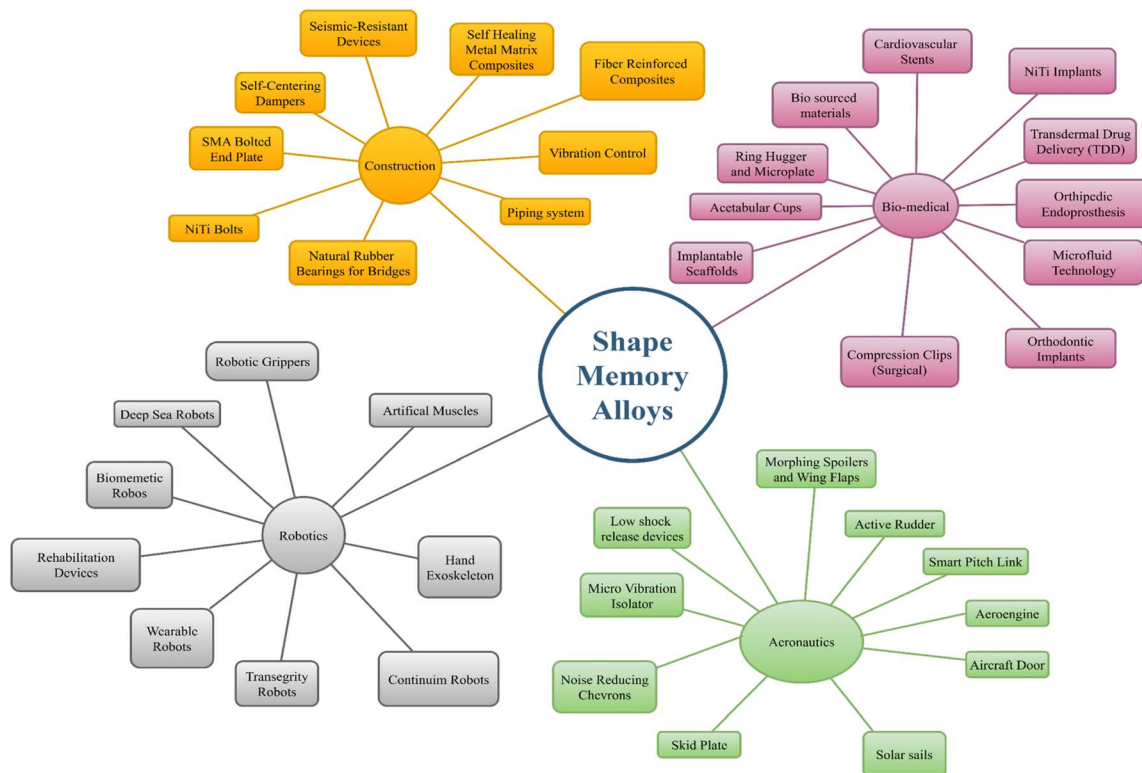 Seismic-Resistant
Devices
Self Healing
Metal Matrix
Composites
Fiber Reinforced
Composites
Self-Centering
Dampers
SMA Bolted
End Plate
Construction
Vibration Control
NiTi Bolts
Piping system
Natural Rubber
Bearings for Bridges
Cardiovascular
Stents
NiTi Implants
Bio sourced
materials
Transdermal Drug
Delivery (TDD)
Ring Hugger
and Microplate
Acetabular Cups
Bio-medical
Orthipedic
Endoprosthesis
Implantable
Scaffolds
Microfluid
Technology
Compression Clips
(Surgical)
Orthodontic
Implants
Shape
Memory
Alloys
Robotic Grippers
Deep Sea Robots
Artifical Muscles
Biomemetic
Robos
Robotics
Rehabilitation
Devices
Hand
Exoskeleton
Wearable
Robots
Transegrity
Robots
Continuim Robots
Morphing Spoilers
and Wing Flaps
Low shock
release devices
Active Rudder
Smart Pitch Link
Micro Vibration
Isolator
Aeroengine
Aeronautics
Aircraft Door
Noise Reducing
Chevrons
Skid Plate
Solar sails